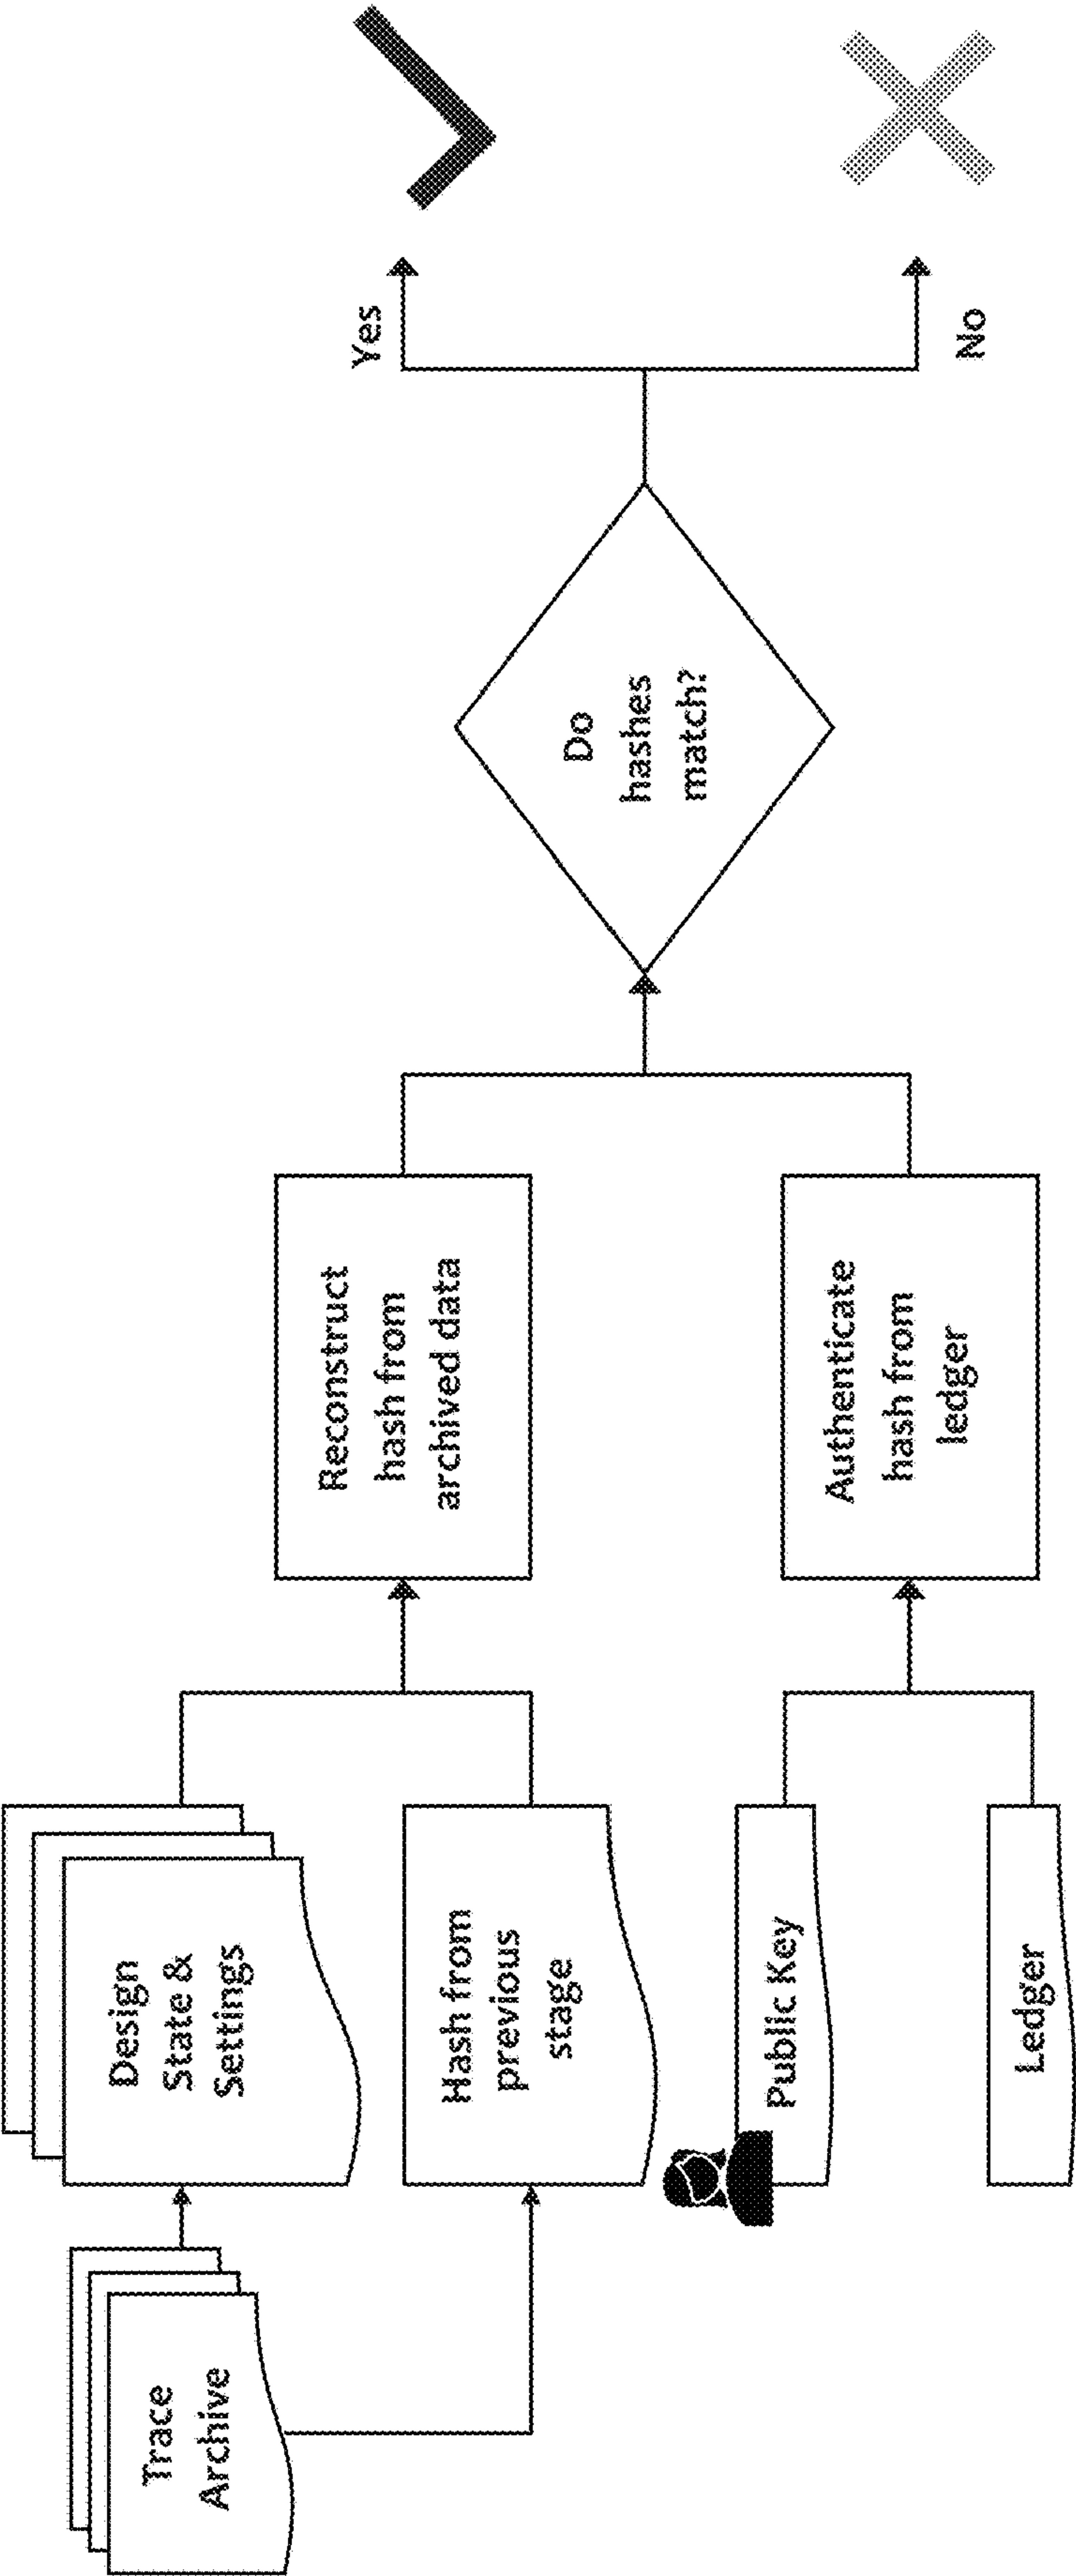 Trace
Archive
Design
State &
Settings
Hash from
previous
stage
Public Key
Ledger
Reconstruct
hash from
archived data
Authenticate
hash from
ledger
Do
hashes
match?
Yes
No